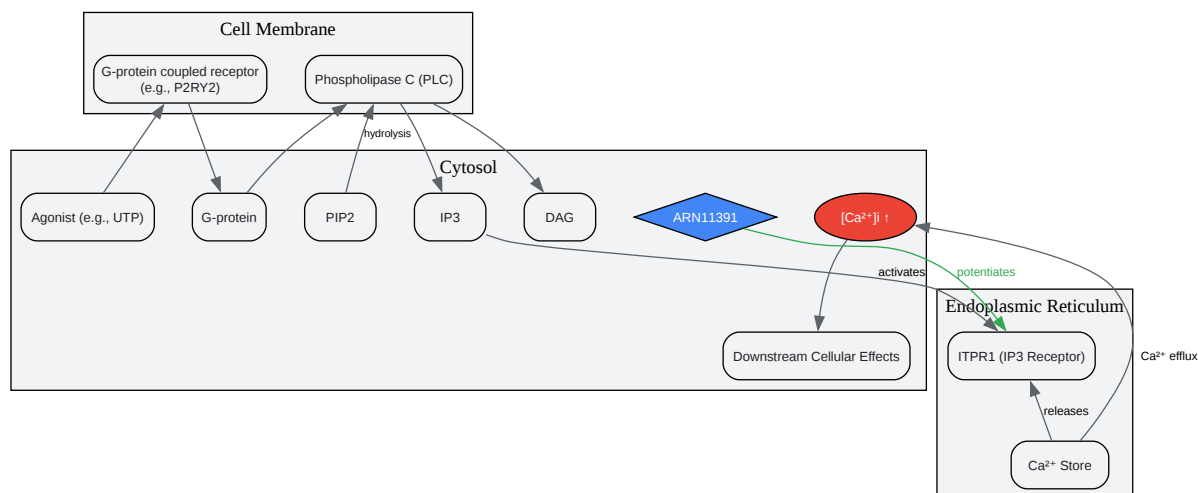 Cell Membrane
G-protein coupled receptor
(e.g., P2RY2)
Phospholipase C (PLC)
hydrolysis
Cytosol
Agonist (e.g., UTP)
G-protein
PIP2
IP3
DAG
ARN11391
[Ca²⁺]i ↑
activates
potentiates
Endoplasmic Reticulum
Downstream Cellular Effects
ITPR1 (IP3 Receptor)
Ca²⁺ efflux
releases
Ca²⁺ Store